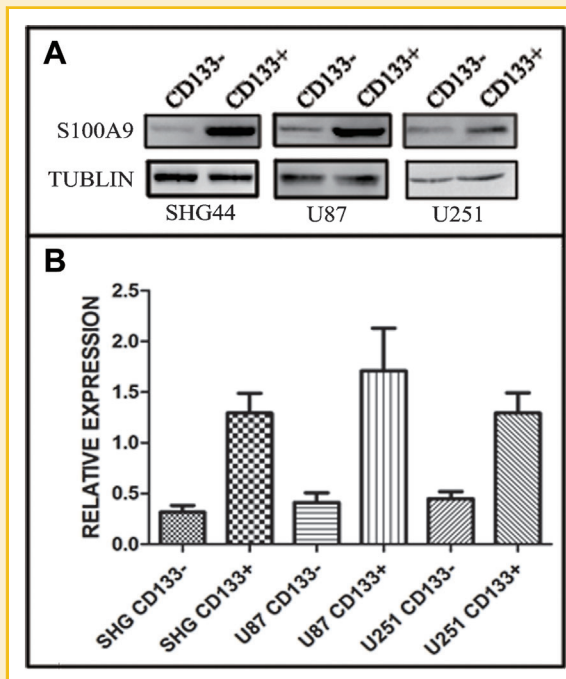 A
CD133- CD133+ CD133- CD133+ CD133- CD133+
S100A9
TUBLIN
SHG44 U87 U251
B
RELATIVE EXPRESSION
2.5
2.0
1.5
1.0
0.5
0.0
SHG CD133- SHG CD133+ U87 CD133- U87 CD133+ U251 CD133- U251 CD133+